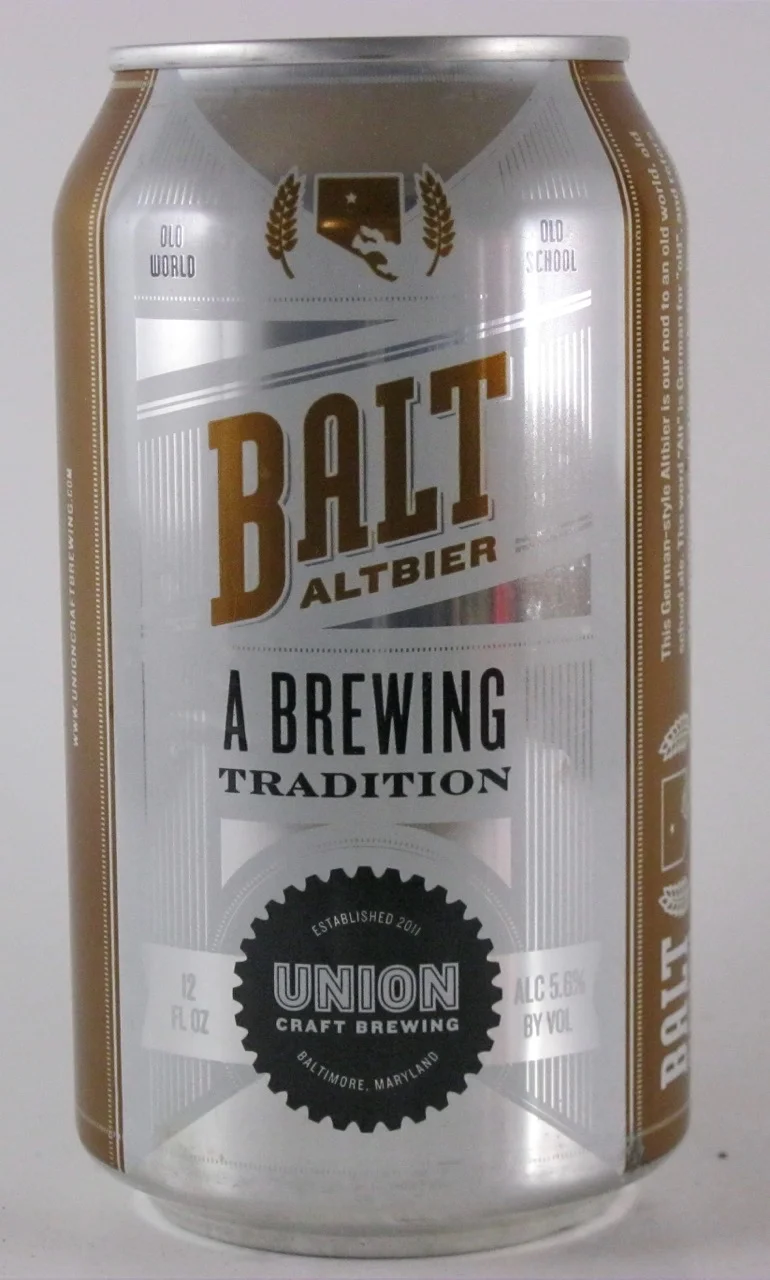 OLD
WORLD
OLD
SCHOOL
BALT
ALTBIER
A BREWING
TRADITION
ESTABLISHED 2011
UNION
CRAFT BREWING
BALTIMORE, MARYLAND
12
FL OZ
ALC 5.6%
BY VOL
WWW.UNIONCRAFTBREWING.COM
This German-style Altbier is our nod to an old world, old
school ale. The word "Alt" is German for "old", and
BALT